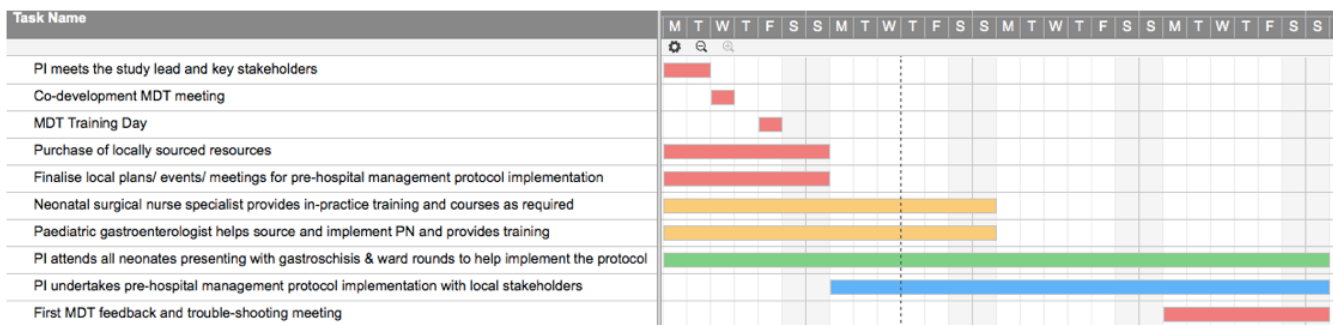 Task Name
M T W T F S S M T W T F S S M T W T F S S M T W T F S S
PI meets the study lead and key stakeholders
Co-development MDT meeting
MDT Training Day
Purchase of locally sourced resources
Finalise local plans/ events/ meetings for pre-hospital management protocol implementation
Neonatal surgical nurse specialist provides in-practice training and courses as required
Paediatric gastroenterologist helps source and implement PN and provides training
PI attends all neonates presenting with gastroschisis & ward rounds to help implement the protocol
PI undertakes pre-hospital management protocol implementation with local stakeholders
First MDT feedback and trouble-shooting meeting